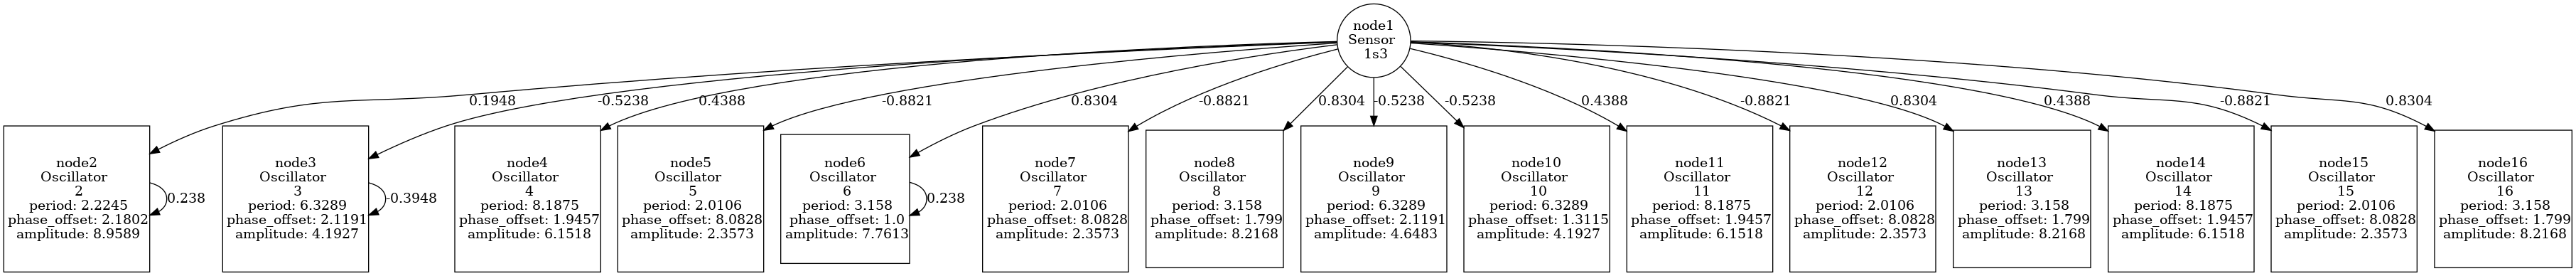 node1
Sensor
1s3
0.1948
-0.5238
0.4388
-0.8821
0.8304
-0.8821
0.8304
-0.5238
-0.5238
0.4388
-0.8821
0.8304
0.4388
-0.8821
0.8304
node2
Oscillator
2
period: 2.2245
phase_offset: 2.1802
amplitude: 8.9589
0.238
node3
Oscillator
3
period: 6.3289
phase_offset: 2.1191
amplitude: 4.1927
-0.3948
node4
Oscillator
4
period: 8.1875
phase_offset: 1.9457
amplitude: 6.1518
node5
Oscillator
5
period: 2.0106
phase_offset: 8.0828
amplitude: 2.3573
node6
Oscillator
6
period: 3.158
phase_offset: 1.0
amplitude: 7.7613
0.238
node7
Oscillator
7
period: 2.0106
phase_offset: 8.0828
amplitude: 2.3573
node8
Oscillator
8
period: 3.158
phase_offset: 1.799
amplitude: 8.2168
node9
Oscillator
9
period: 6.3289
phase_offset: 2.1191
amplitude: 4.6483
node10
Oscillator
10
period: 6.3289
phase_offset: 1.3115
amplitude: 4.1927
node11
Oscillator
11
period: 8.1875
phase_offset: 1.9457
amplitude: 6.1518
node12
Oscillator
12
period: 2.0106
phase_offset: 8.0828
amplitude: 2.3573
node13
Oscillator
13
period: 3.158
phase_offset: 1.799
amplitude: 8.2168
node14
Oscillator
14
period: 8.1875
phase_offset: 1.9457
amplitude: 6.1518
node15
Oscillator
15
period: 2.0106
phase_offset: 8.0828
amplitude: 2.3573
node16
Oscillator
16
period: 3.158
phase_offset: 1.799
amplitude: 8.2168